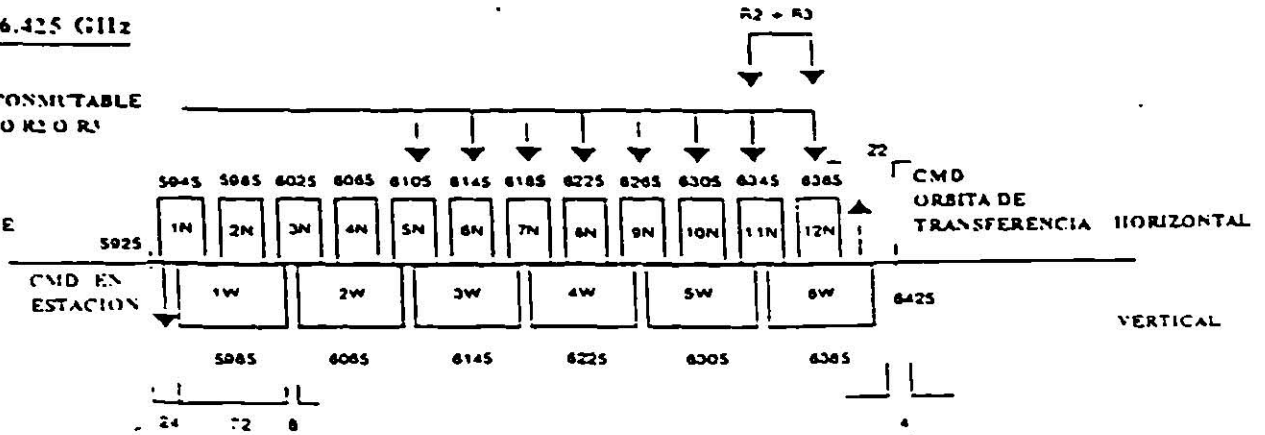 6.425 GHz
R2 + R3
CONMUTABLE
O R2 O R3
22
5945 5985 6025 6065 6105 6145 6185 6225 6265 6305 6345 6385
CMD
ORBITA DE
TRANSFERENCIA HORIZONTAL
E
5925
1N 2N 3N 4N 5N 6N 7N 8N 9N 10N 11N 12N
CMD EN
ESTACION
1W 2W 3W 4W 5W 6W
6425
VERTICAL
5985 6065 6145 6225 6305 6385
24 72 8
4